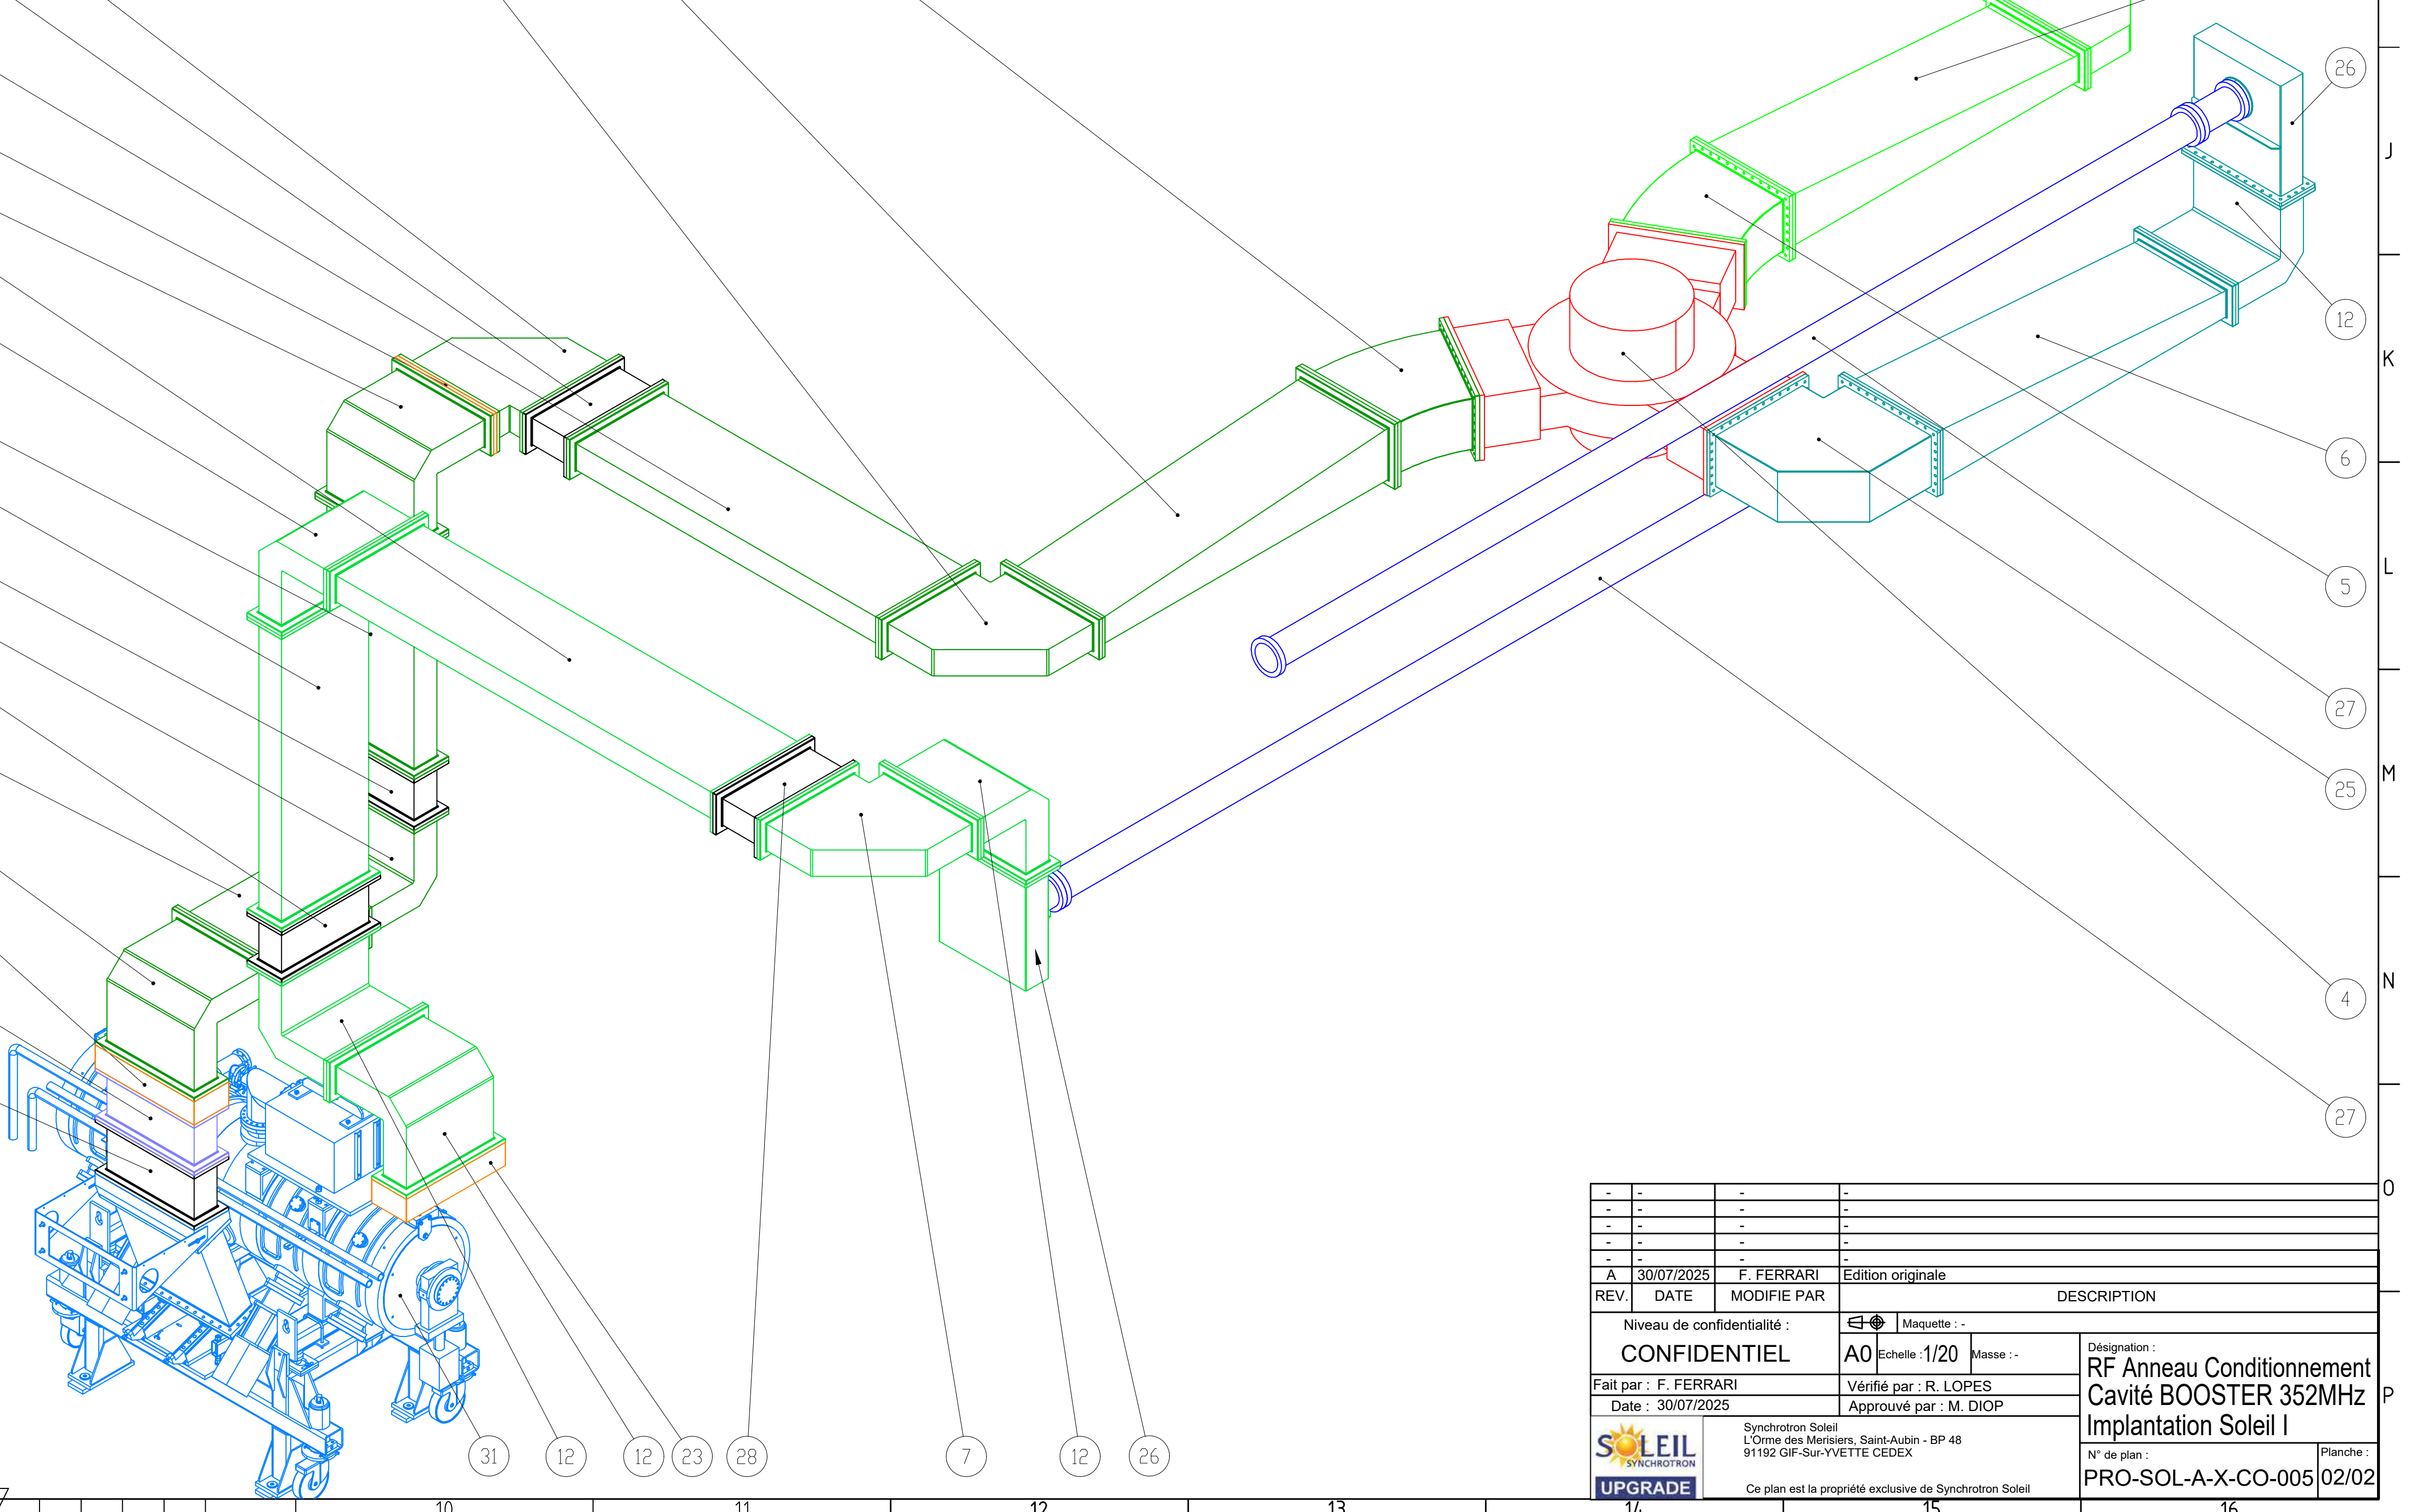 26
J
12
K
6
5
L
27
M
25
N
4
27
O
31
12
12
23
28
7
12
26
- - - -
- - - -
- - - -
- - - -
- - - -
A 30/07/2025 F. FERRARI Edition originale
REV. DATE MODIFIE PAR DESCRIPTION
Niveau de confidentialité :
CONFIDENTIEL
Maquette : -
A0 Echelle : 1/20 Masse : -
Désignation :
RF Anneau Conditionnement
Cavité BOOSTER 352MHz
Implantation Soleil I
Fait par : F. FERRARI
Vérifié par : R. LOPES
Date : 30/07/2025
Approuvé par : M. DIOP
P
SOLEIL
SYNCHROTRON
UPGRADE
Synchrotron Soleil
L'Orme des Merisiers, Saint-Aubin - BP 48
91192 GIF-Sur-YVETTE CEDEX
Ce plan est la propriété exclusive de Synchrotron Soleil
N° de plan :
PRO-SOL-A-X-CO-005
Planche :
02/02
10
11
12
13
14
15
16